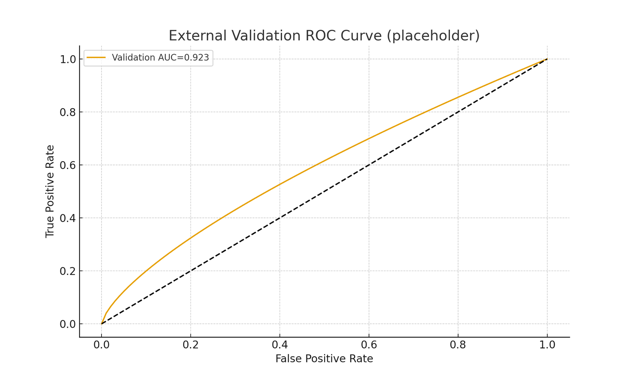 External Validation ROC Curve (placeholder)
Validation AUC=0.923
True Positive Rate
1.0
0.8
0.6
0.4
0.2
0.0
0.0 0.2 0.4 0.6 0.8 1.0
False Positive Rate